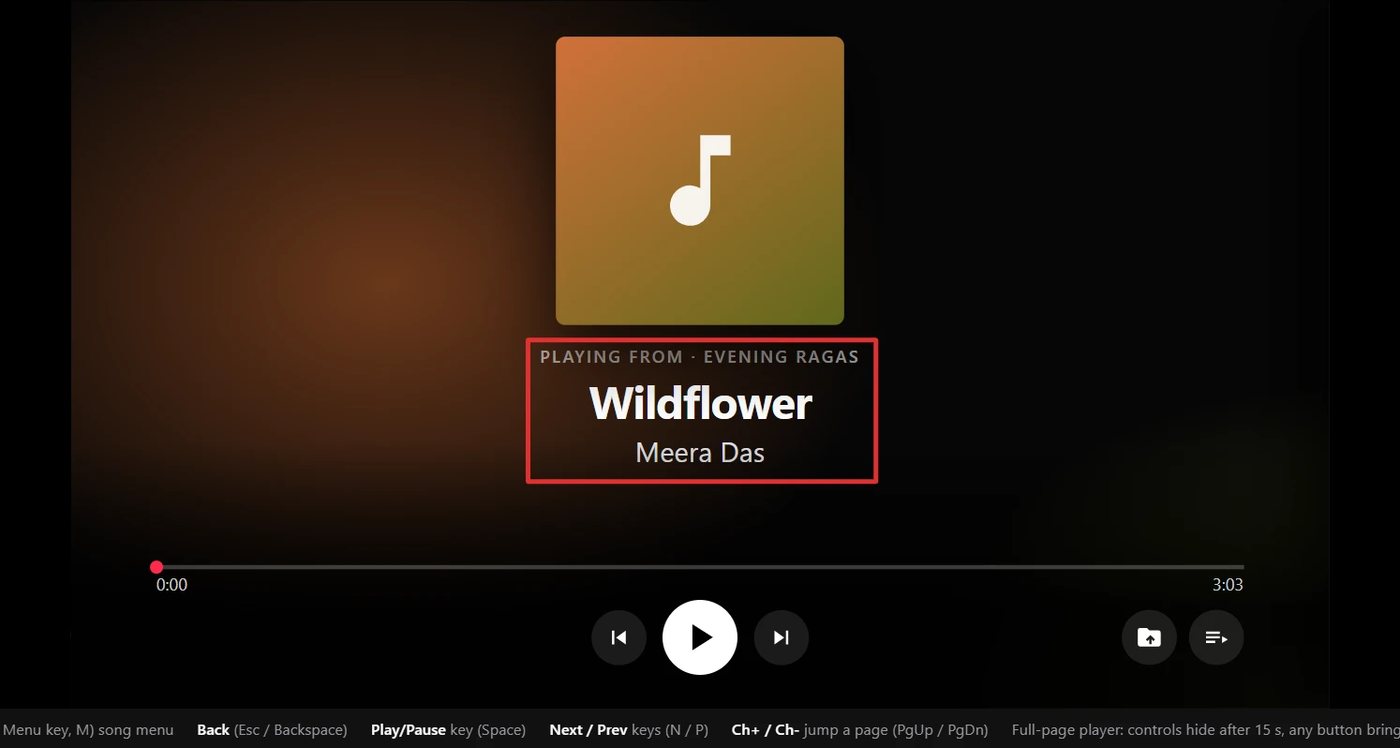 PLAYING FROM · EVENING RAGAS
Wildflower
Meera Das
0:00
3:03
Menu key, M) song menu Back (Esc / Backspace) Play/Pause key (Space) Next / Prev keys (N / P) Ch+ / Ch- jump a page (PgUp / PgDn) Full-page player: controls hide after 15 s, any button